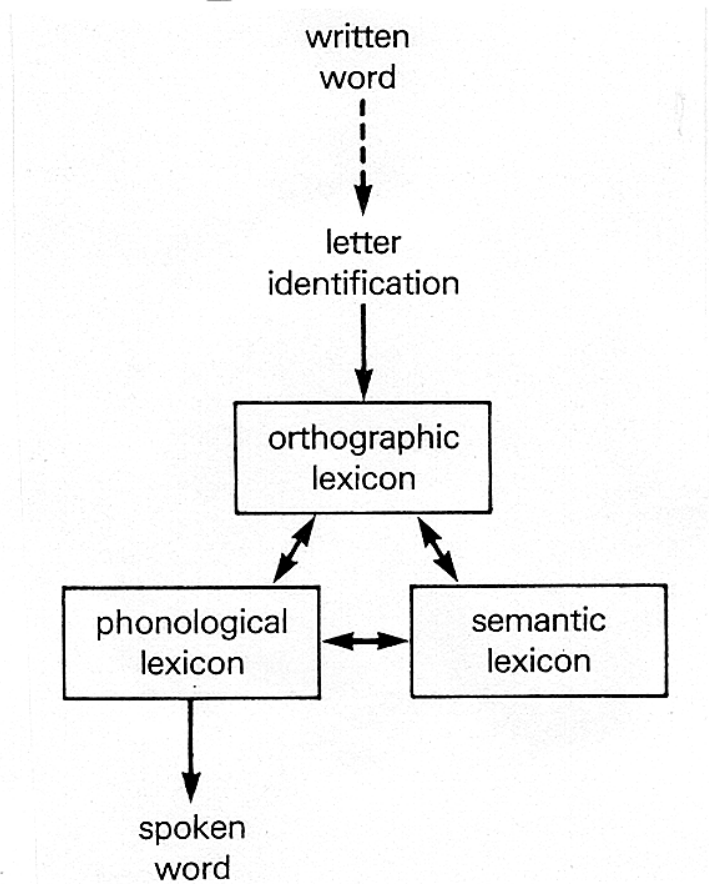 written
word
letter
identification
orthographic
lexicon
phonological
lexicon
semantic
lexicon
spoken
word